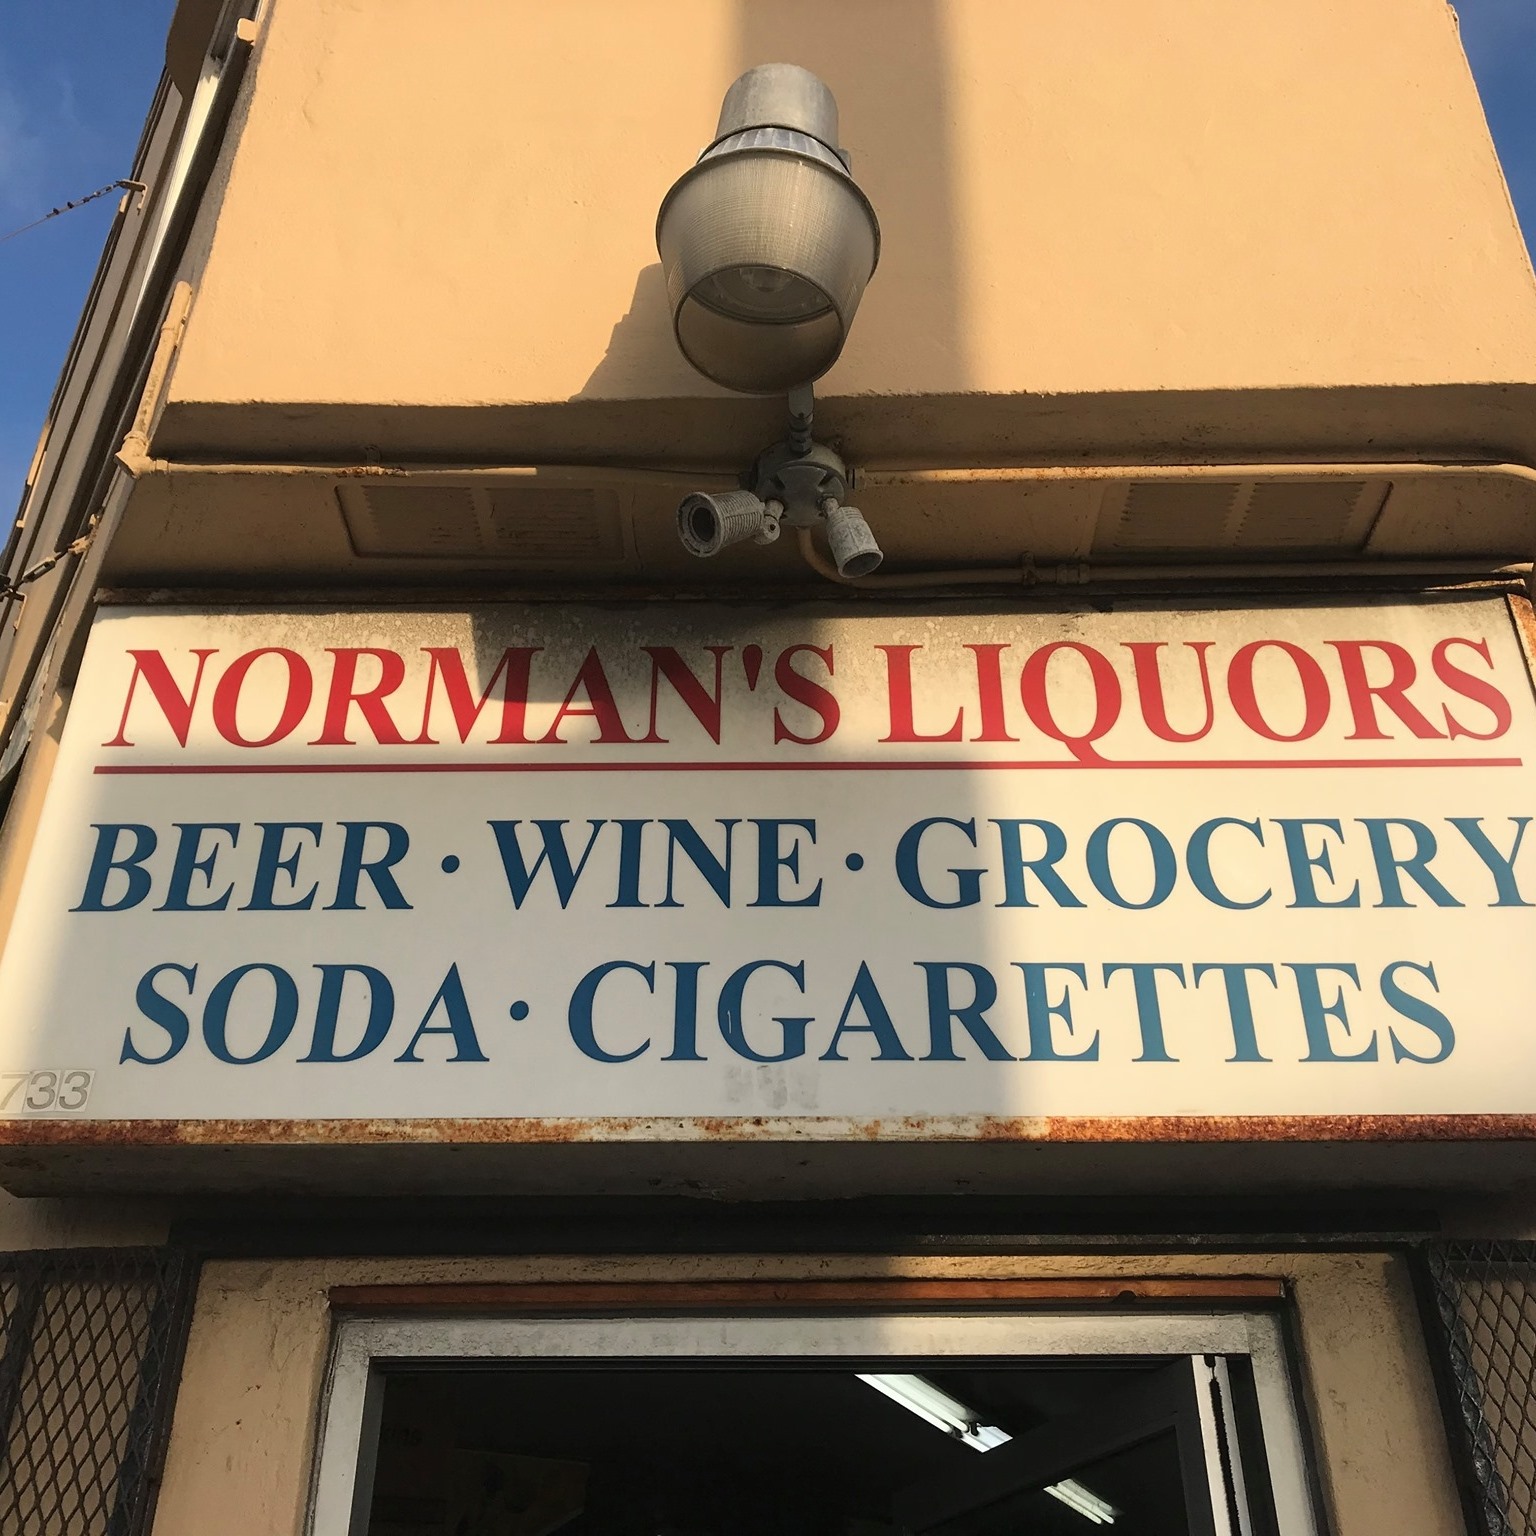 NORMAN'S LIQUORS
BEER · WINE · GROCERY
SODA · CIGARETTES
733